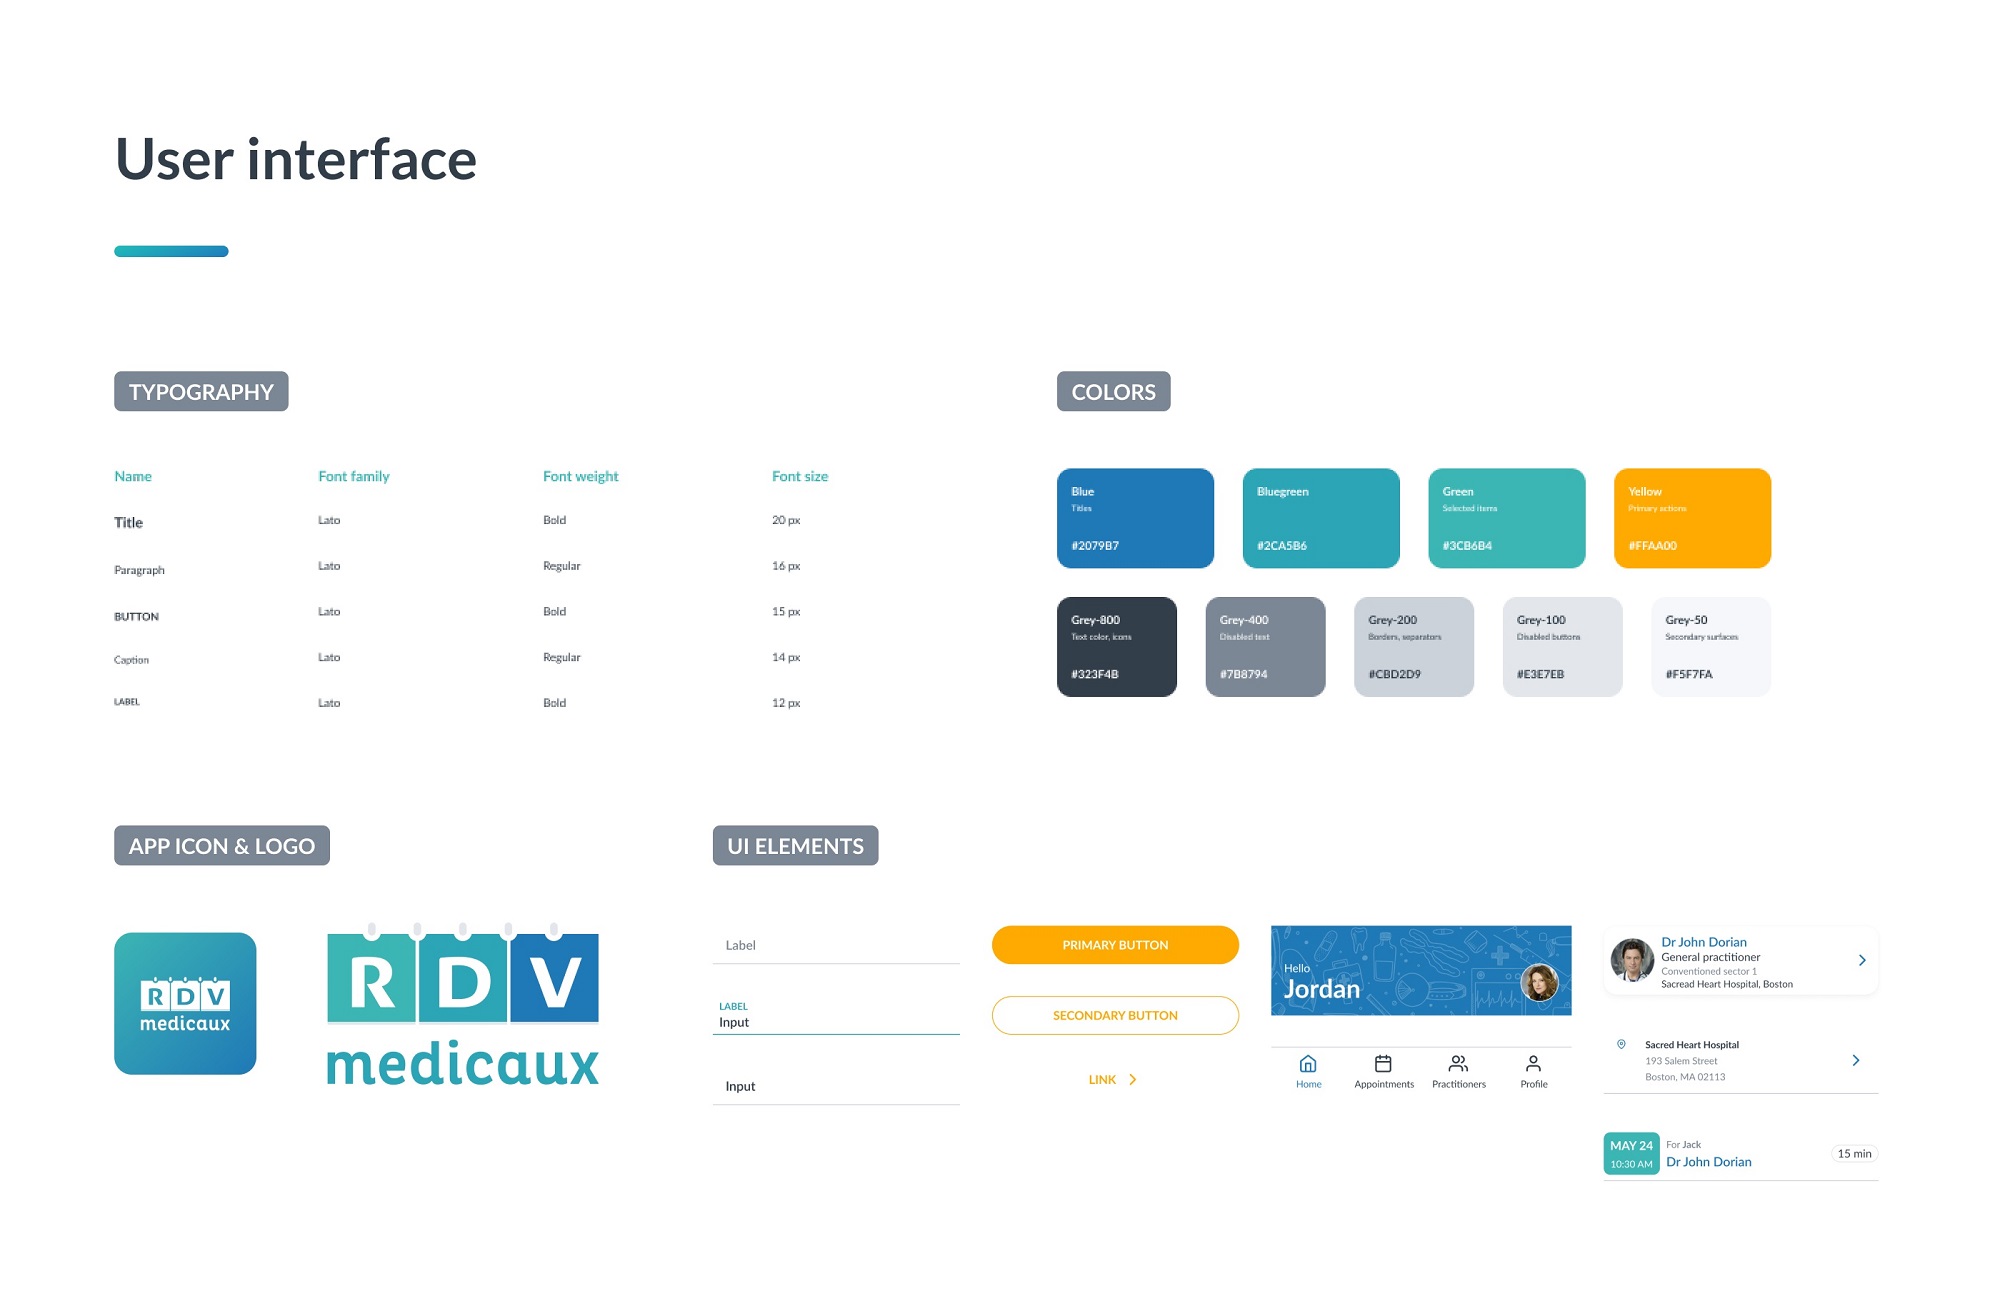 User interface
TYPOGRAPHY
Name Font family Font weight Font size
Title Lato Bold 20 px
Paragraph Lato Regular 16 px
BUTTON Lato Bold 15 px
Caption Lato Regular 14 px
LABEL Lato Bold 12 px
COLORS
Blue
Titles
#2079B7
Bluegreen
#2CA5B6
Green
Selected items
#3CB6B4
Yellow
Primary actions
#FFAA00
Grey-800
Text color, icons
#323F4B
Grey-400
Disabled text
#7B8794
Grey-200
Borders, separators
#CBD2D9
Grey-100
Disabled buttons
#E3E7EB
Grey-50
Secondary surfaces
#F5F7FA
APP ICON & LOGO
RDV
medicaux
RDV
medicaux
UI ELEMENTS
Label
LABEL
Input
Input
PRIMARY BUTTON
SECONDARY BUTTON
LINK
Hello
Jordan
Home Appointments Practitioners Profile
Dr John Dorian
General practitioner
Conventioned sector 1
Sacread Heart Hospital, Boston
Sacred Heart Hospital
193 Salem Street
Boston, MA 02113
MAY 24
10:30 AM
For Jack
Dr John Dorian
15 min